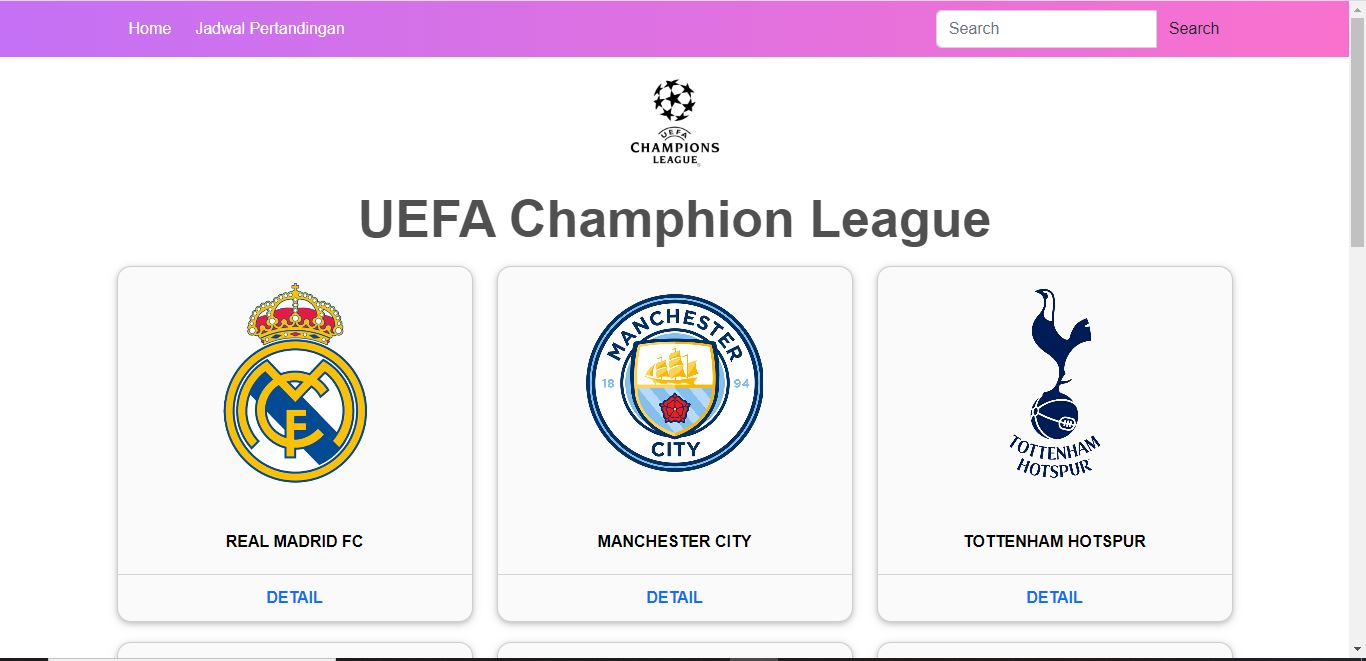 Home Jadwal Pertandingan Search Search
UEFA
CHAMPIONS
LEAGUE
UEFA Champhion League
MANCHESTER
18 94
CITY
TOTTENHAM
HOTSPUR
REAL MADRID FC MANCHESTER CITY TOTTENHAM HOTSPUR
DETAIL DETAIL DETAIL